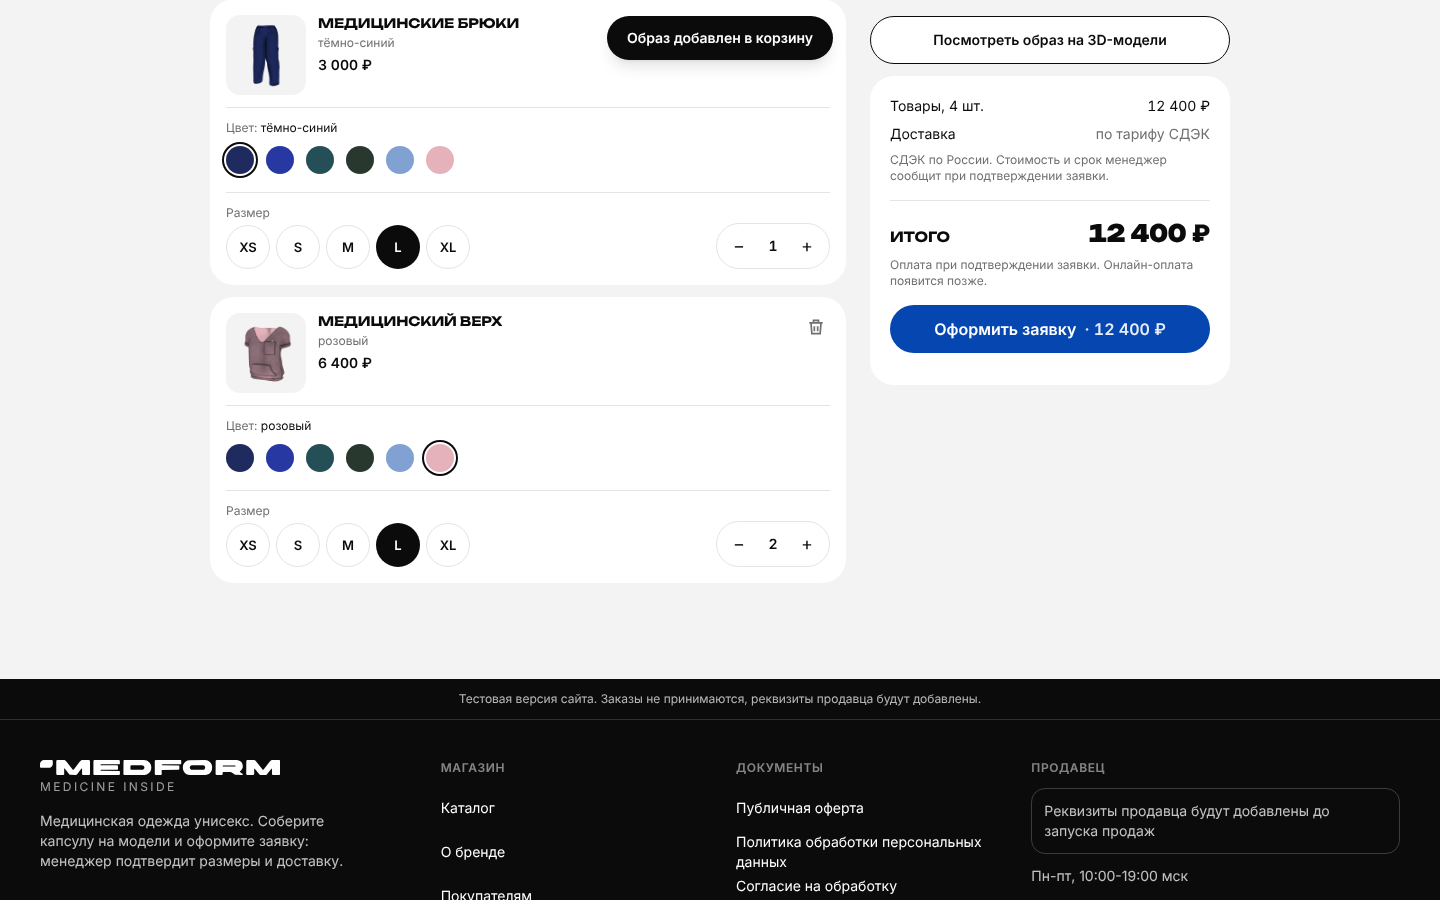 МЕДИЦИНСКИЕ БРЮКИ
тёмно-синий
3 000 ₽
Образ добавлен в корзину
Цвет: тёмно-синий
Размер
XS S M L XL
− 1 +
МЕДИЦИНСКИЙ ВЕРХ
розовый
6 400 ₽
Цвет: розовый
Размер
XS S M L XL
− 2 +
Посмотреть образ на 3D-модели
Товары, 4 шт. 12 400 ₽
Доставка по тарифу СДЭК
СДЭК по России. Стоимость и срок менеджер
сообщит при подтверждении заявки.
ИТОГО 12 400 ₽
Оплата при подтверждении заявки. Онлайн-оплата
появится позже.
Оформить заявку · 12 400 ₽
Тестовая версия сайта. Заказы не принимаются, реквизиты продавца будут добавлены.
MEDFORM
MEDICINE INSIDE
Медицинская одежда унисекс. Соберите
капсулу на модели и оформите заявку:
менеджер подтвердит размеры и доставку.
МАГАЗИН
Каталог
О бренде
Покупателям
ДОКУМЕНТЫ
Публичная оферта
Политика обработки персональных
данных
Согласие на обработку
ПРОДАВЕЦ
Реквизиты продавца будут добавлены до
запуска продаж
Пн-пт, 10:00-19:00 мск